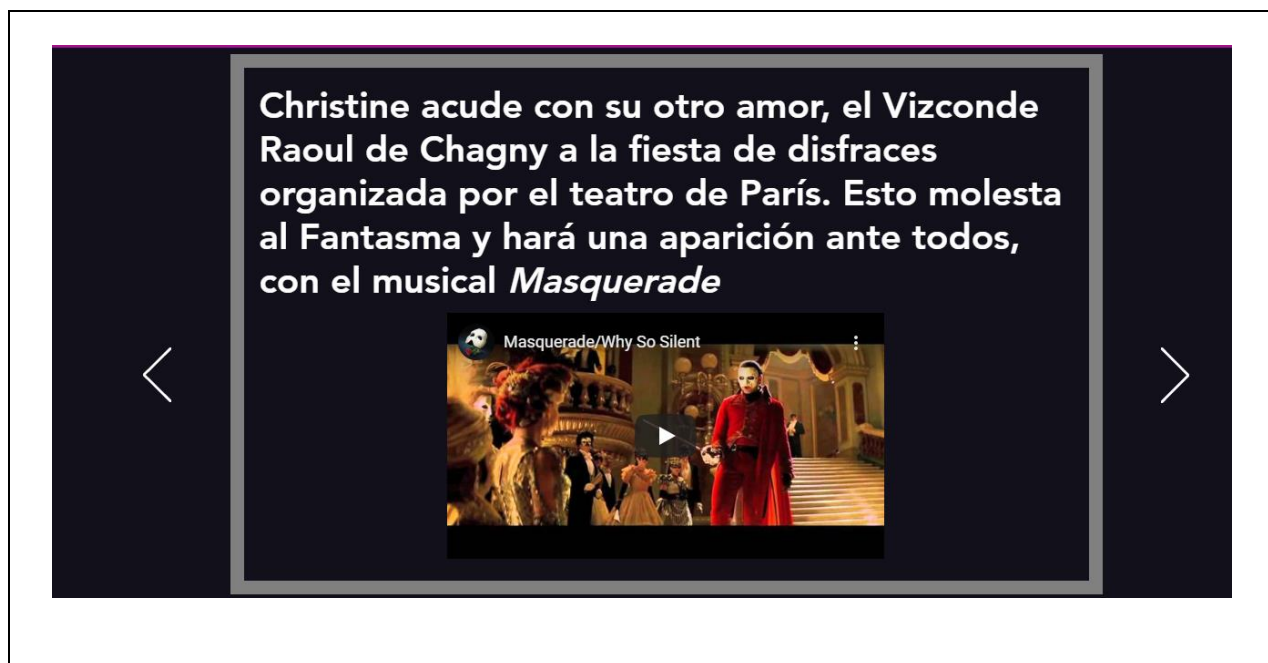 Christine acude con su otro amor, el Vizconde
Raoul de Chagny a la fiesta de disfraces
organizada por el teatro de París. Esto molesta
al Fantasma y hará una aparición ante todos,
con el musical Masquerade
Masquerade/Why So Silent